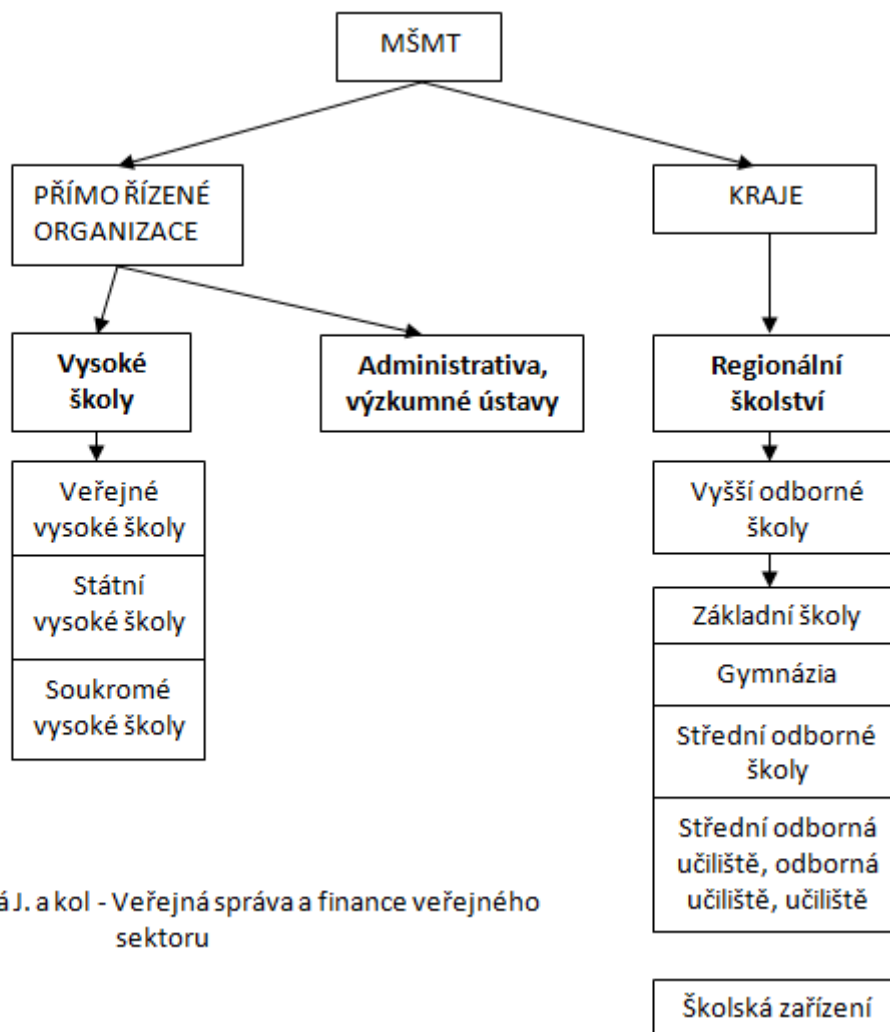 MŠMT
PŘÍMO ŘÍZENÉ
ORGANIZACE
KRAJE
Vysoké
školy
Administrativa,
výzkumné ústavy
Regionální
školství
Veřejné
vysoké školy
Státní
vysoké školy
Soukromé
vysoké školy
Vyšší odborné
školy
Základní školy
Gymnázia
Střední odborné
školy
Střední odborná
učiliště, odborná
učiliště, učiliště
á J. a kol - Veřejná správa a finance veřejného
sektoru
Školská zařízení